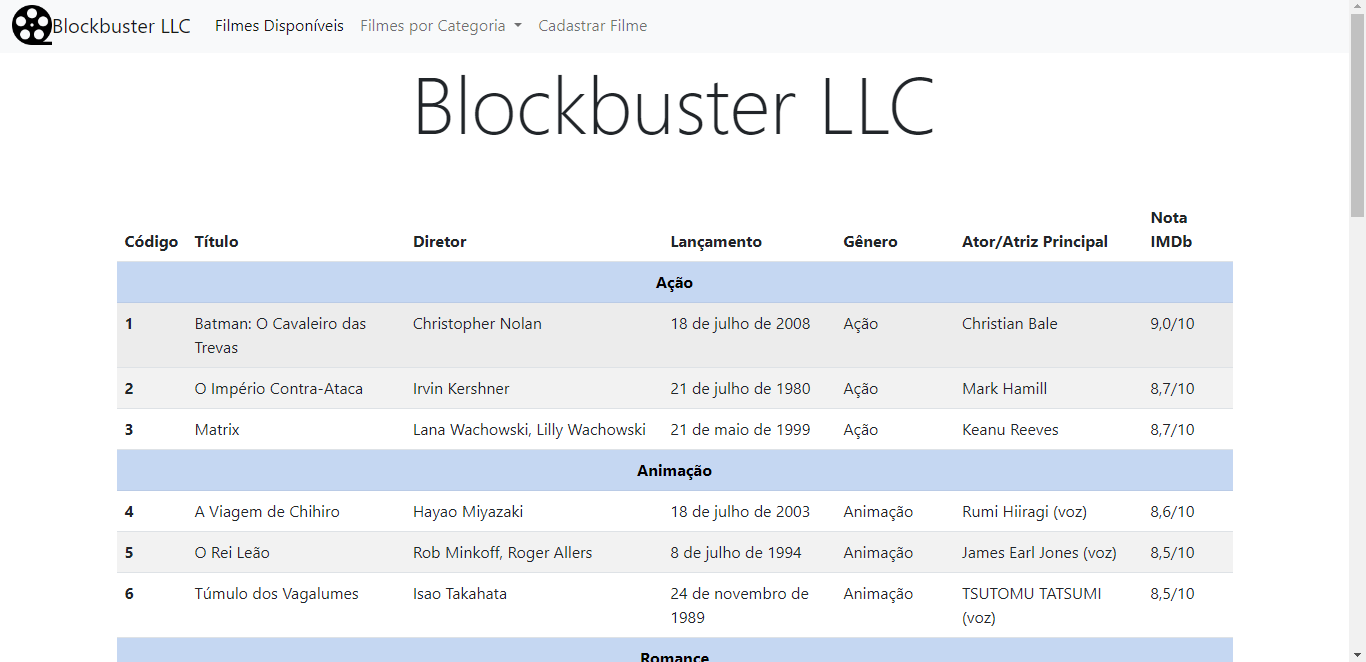 Blockbuster LLC Filmes Disponíveis Filmes por Categoria Cadastrar Filme
Blockbuster LLC
Código Título Diretor Lançamento Gênero Ator/Atriz Principal Nota IMDb
Ação
1 Batman: O Cavaleiro das Trevas Christopher Nolan 18 de julho de 2008 Ação Christian Bale 9,0/10
2 O Império Contra-Ataca Irvin Kershner 21 de julho de 1980 Ação Mark Hamill 8,7/10
3 Matrix Lana Wachowski, Lilly Wachowski 21 de maio de 1999 Ação Keanu Reeves 8,7/10
Animação
4 A Viagem de Chihiro Hayao Miyazaki 18 de julho de 2003 Animação Rumi Hiiragi (voz) 8,6/10
5 O Rei Leão Rob Minkoff, Roger Allers 8 de julho de 1994 Animação James Earl Jones (voz) 8,5/10
6 Túmulo dos Vagalumes Isao Takahata 24 de novembro de 1989 Animação TSUTOMU TATSUMI (voz) 8,5/10
Romance